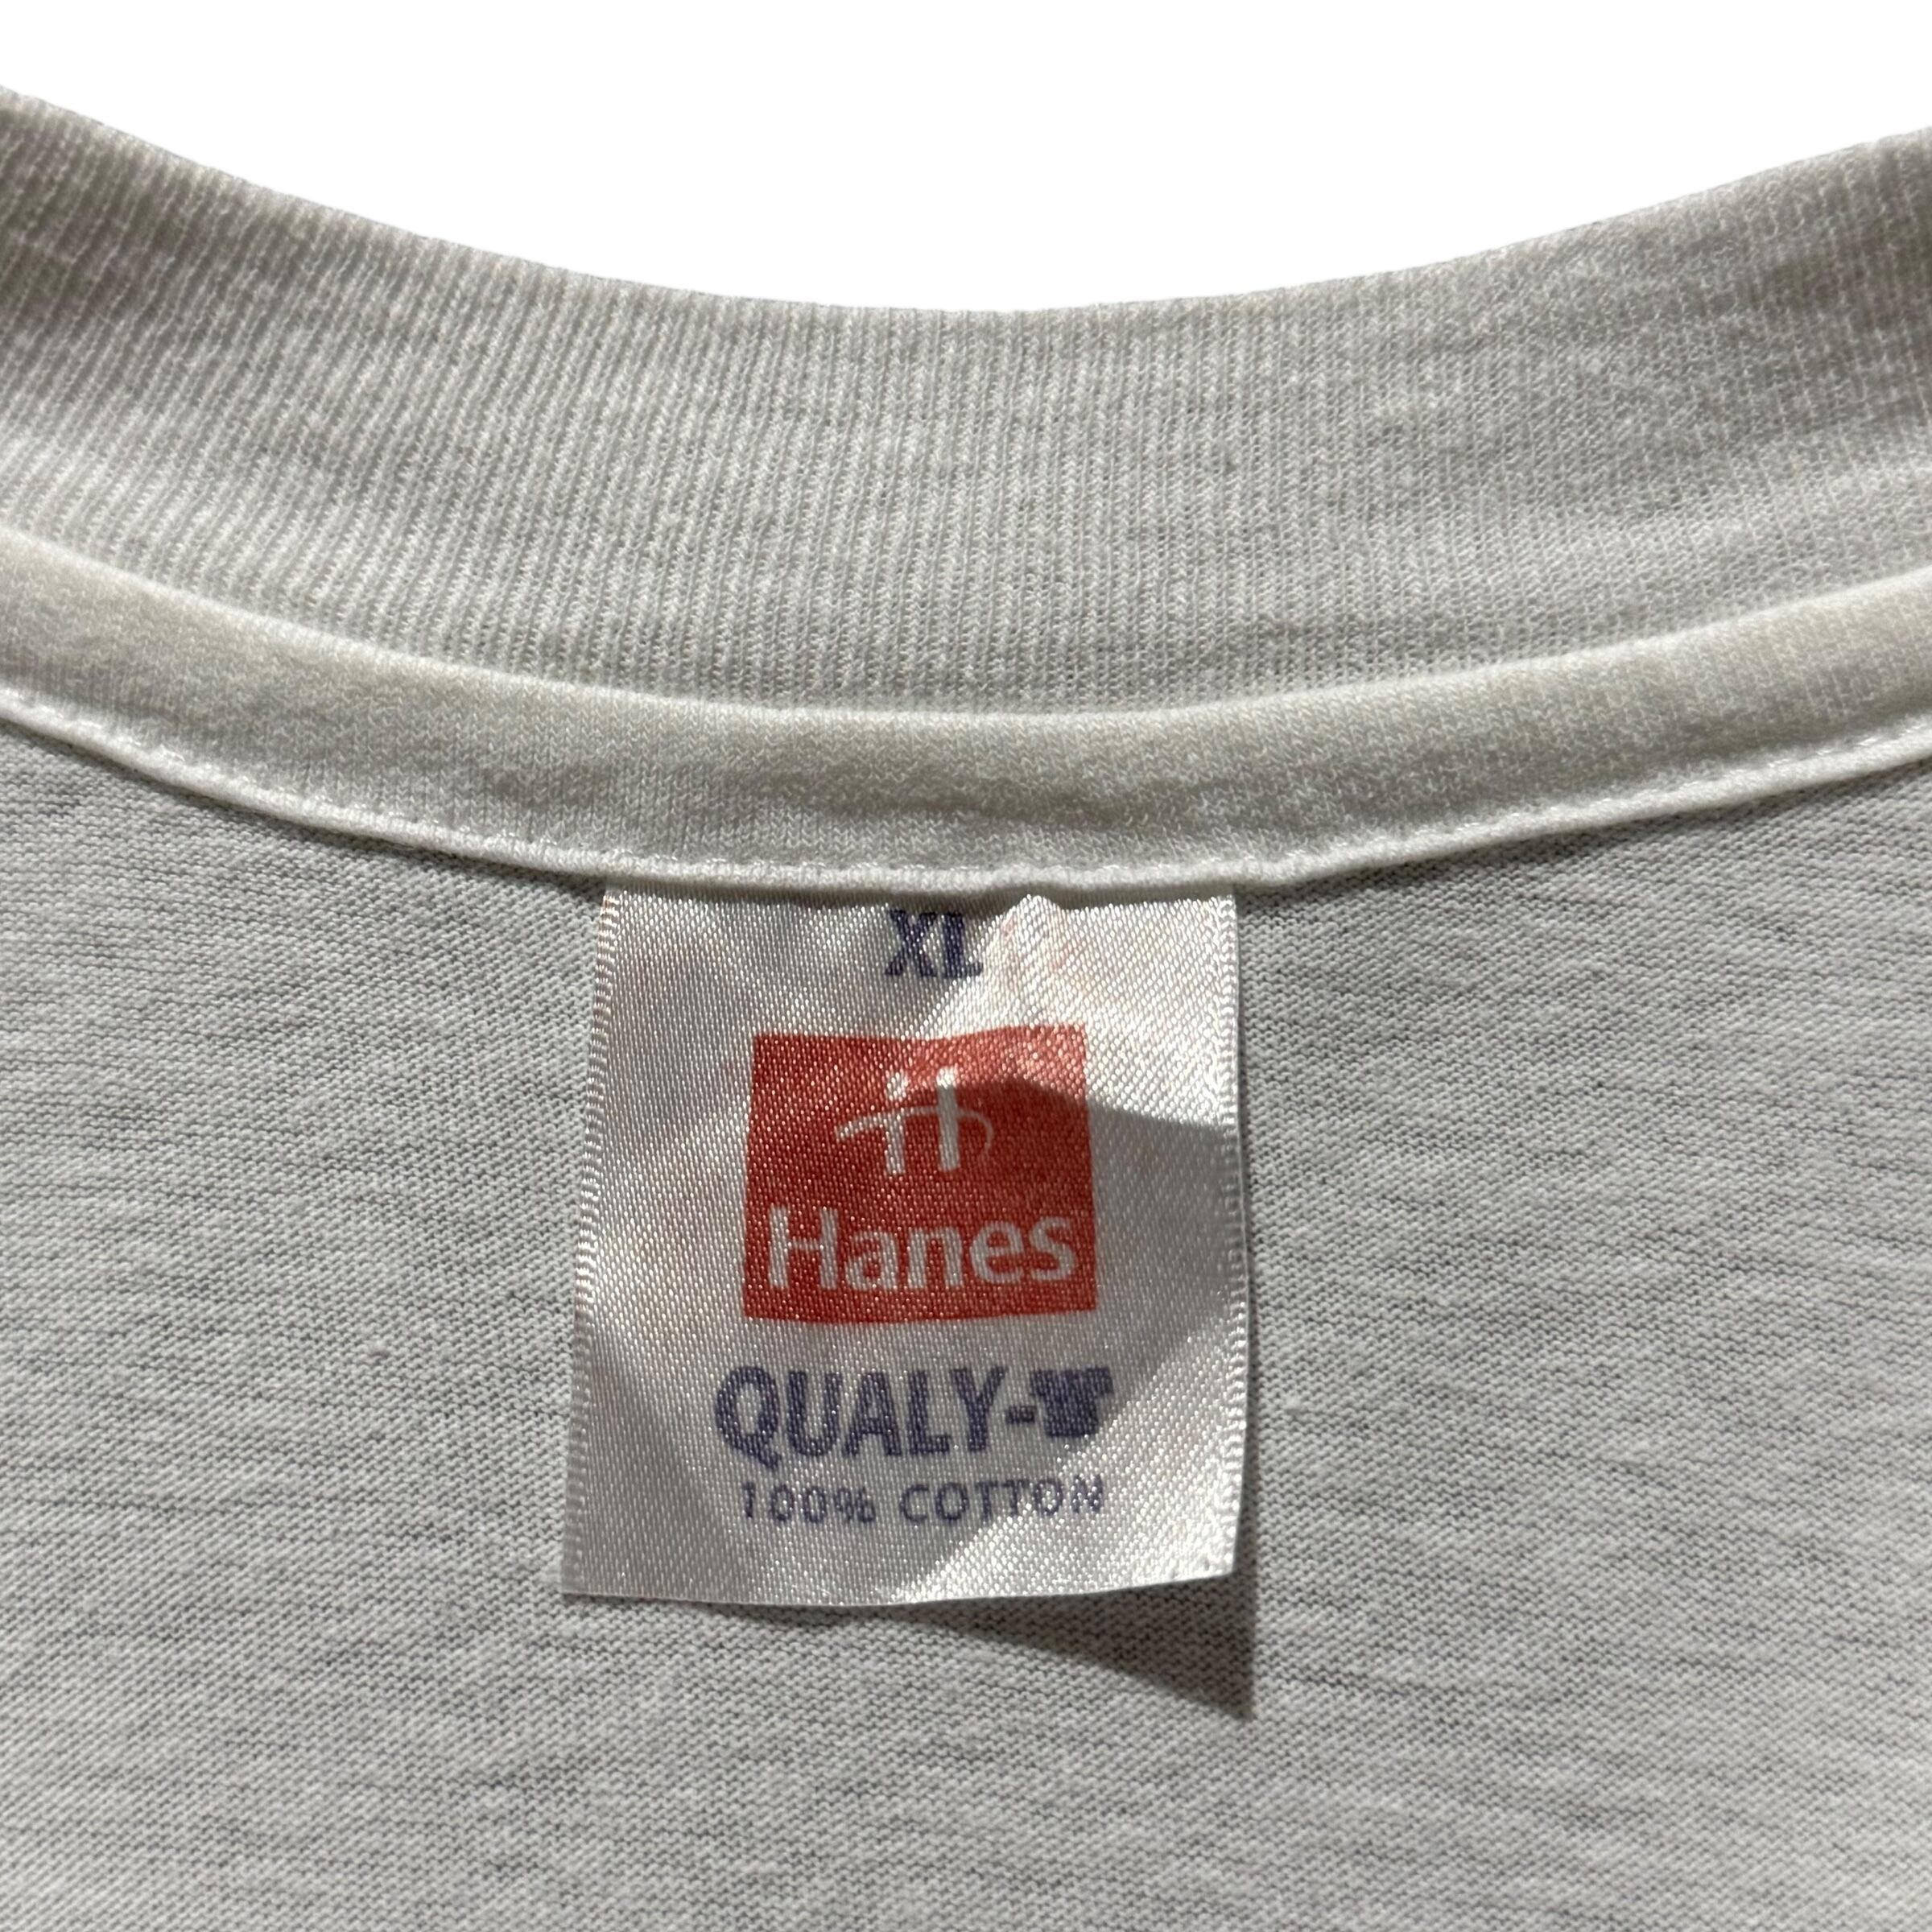 XL
Hanes
QUALY-
100% COTTON